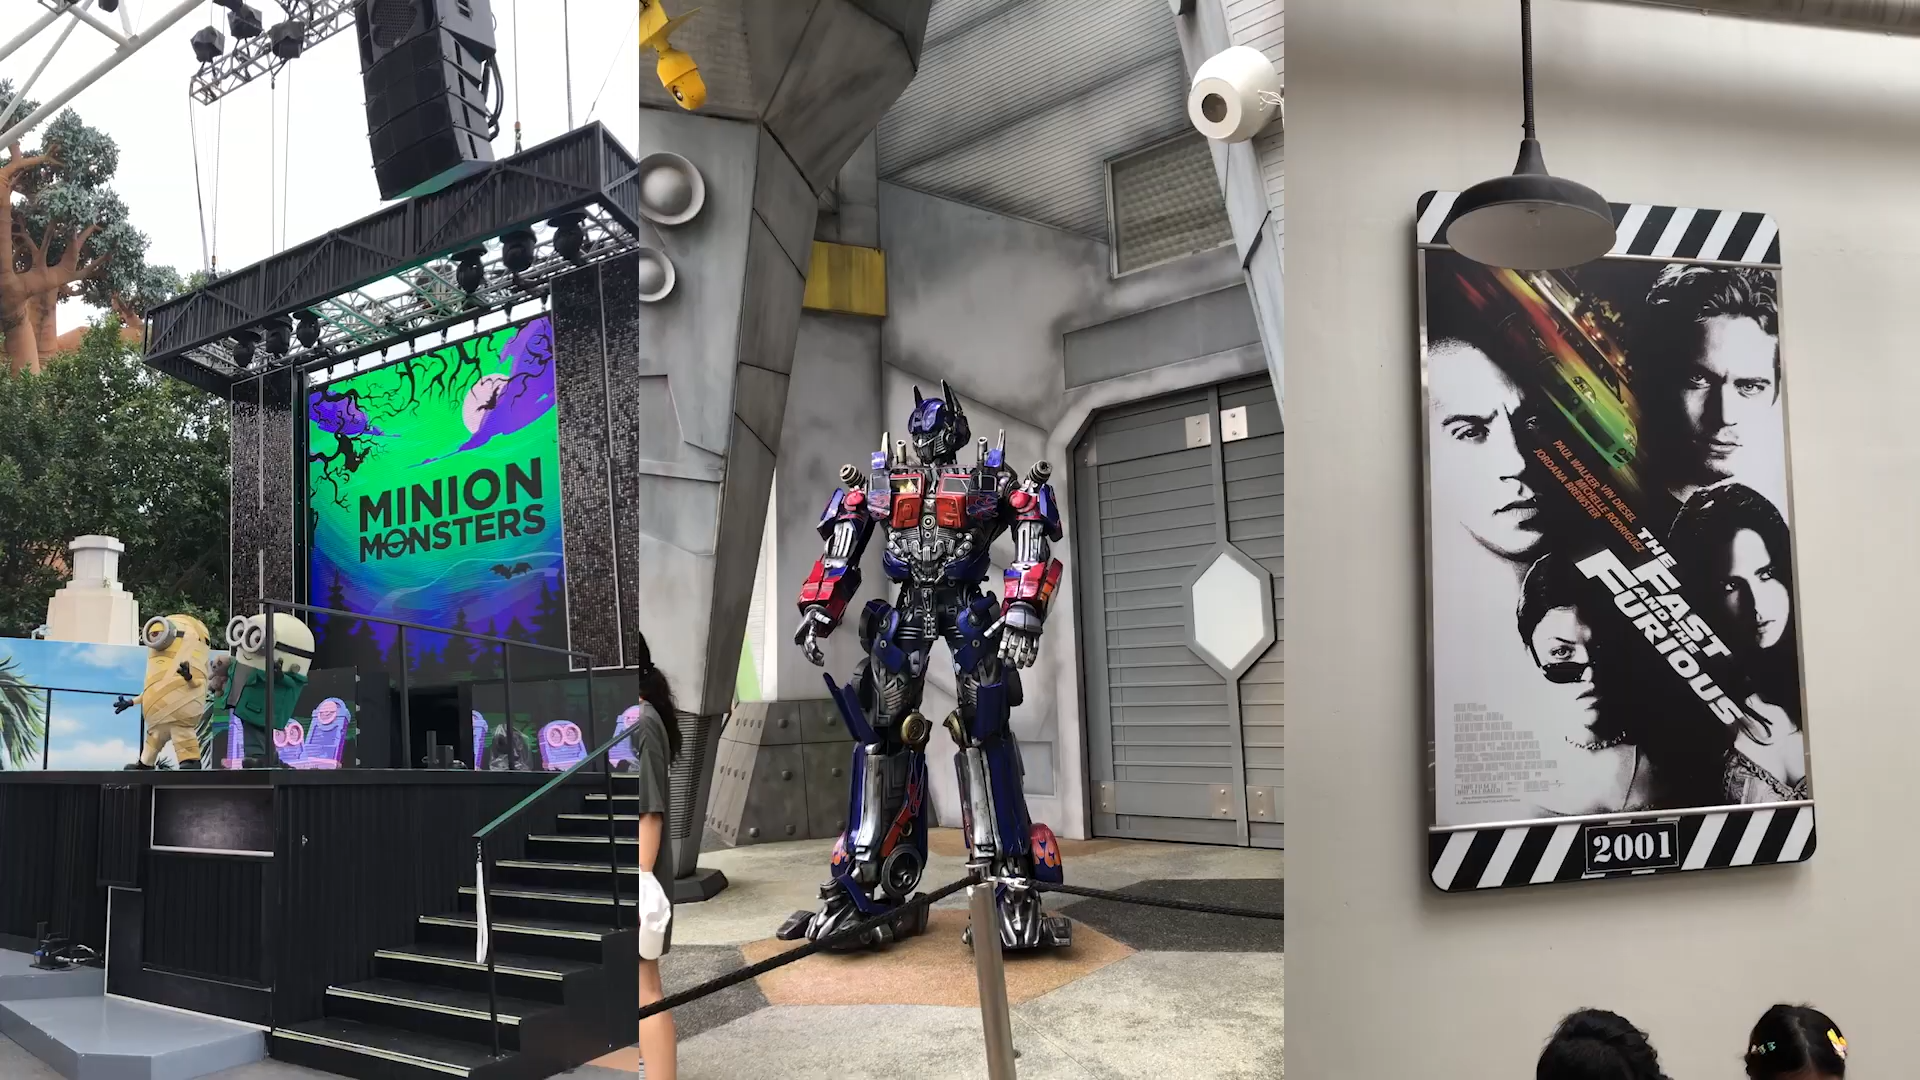 MINION
MONSTERS
PAUL WALKER VIN DIESEL
MICHELLE RODRIGUEZ
JORDANA BREWSTER
THE
FAST
AND THE
FURIOUS
2001